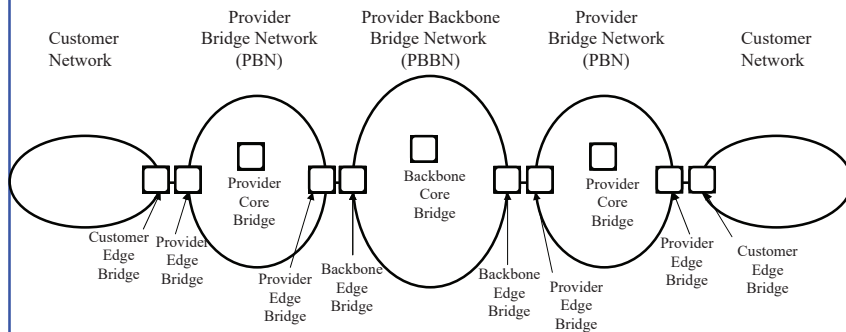 Customer
Network
Provider
Bridge Network
(PBN)
Provider Backbone
Bridge Network
(PBBN)
Provider
Bridge Network
(PBN)
Customer
Network
Provider
Core
Bridge
Backbone
Core
Bridge
Provider
Core
Bridge
Customer
Edge
Bridge
Provider
Edge
Bridge
Provider
Edge
Bridge
Backbone
Edge
Bridge
Backbone
Edge
Bridge
Provider
Edge
Bridge
Provider
Edge
Bridge
Customer
Edge
Bridge